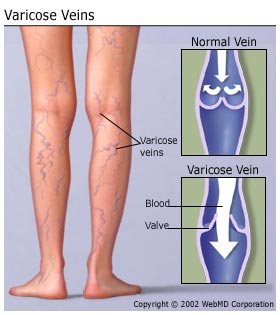 Varicose Veins
Normal Vein
Varicose
veins
Varicose Vein
Blood
Valve
Copyright © 2002 WebMD Corporation